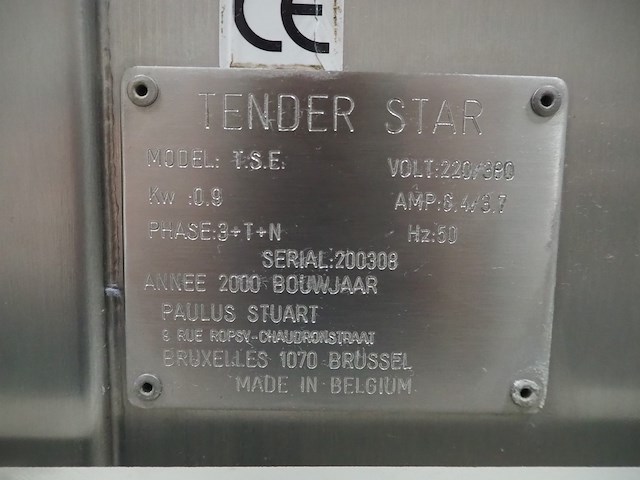 CE
TENDER STAR
MODEL: T.S.E. VOLT:220/380
Kw :0.9 AMP:6.4/3.7
PHASE:3+T+N Hz:50
SERIAL:200308
ANNEE 2000 BOUWJAAR
PAULUS STUART
9 RUE ROPSY-CHAUDRONSTRAAT
BRUXELLES 1070 BRUSSEL
MADE IN BELGIUM